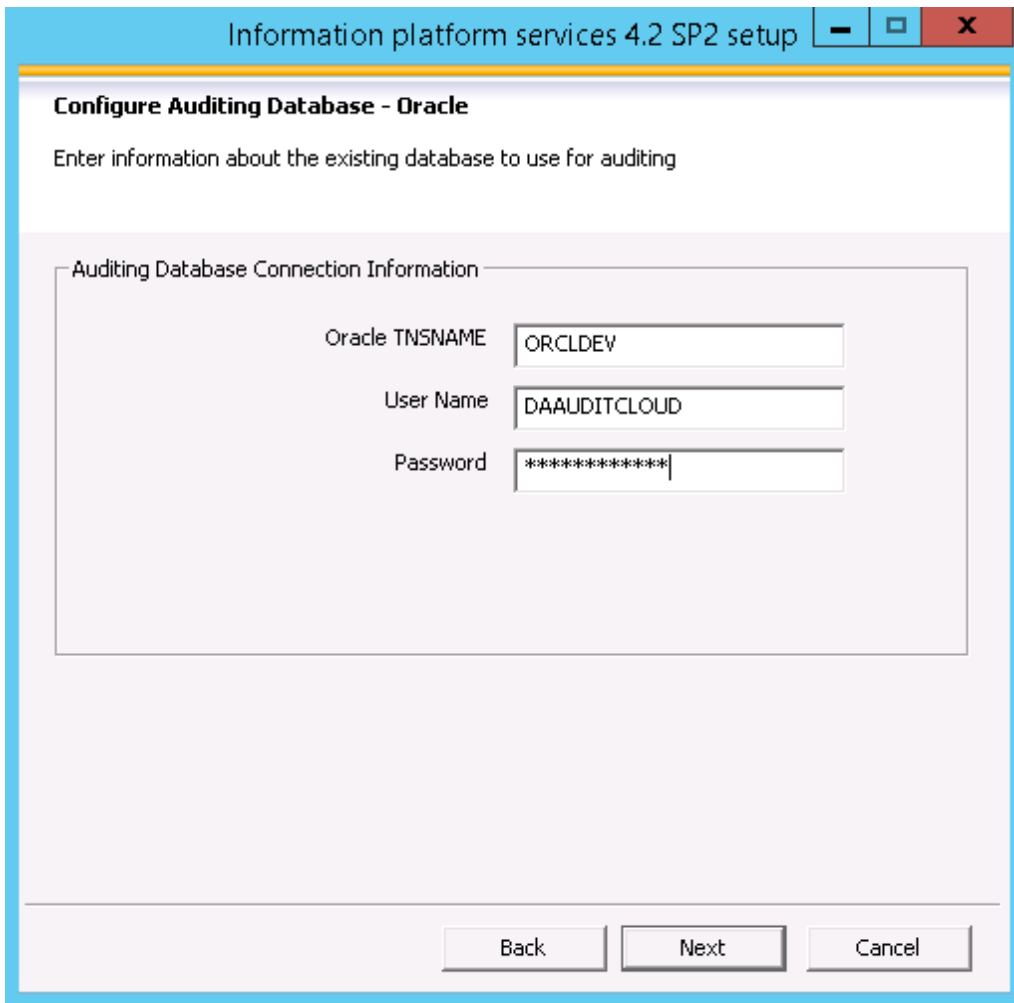 Information platform services 4.2 SP2 setup
Configure Auditing Database - Oracle
Enter information about the existing database to use for auditing
Auditing Database Connection Information
Oracle TNSNAME ORCLDEV
User Name DAAUDITCLOUD
Password ************
Back Next Cancel